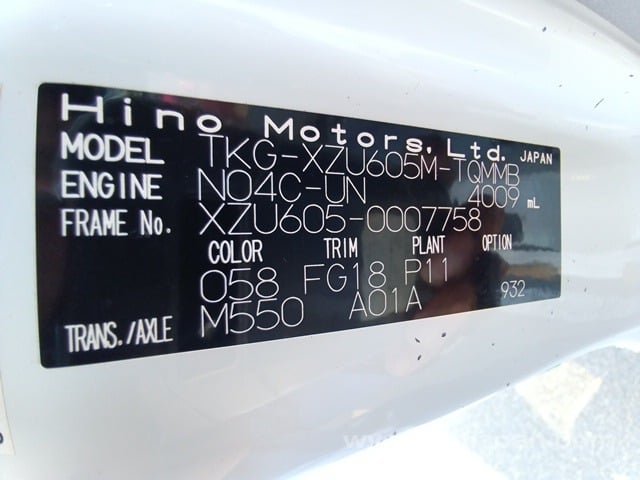 Hino Motors, Ltd. JAPAN
MODEL TKG-XZU605M-TQMMB
ENGINE N04C-UN 4009 mL
FRAME No. XZU605-0007758
COLOR TRIM PLANT OPTION
058 FG18 P11 932
TRANS./AXLE M550 A01A